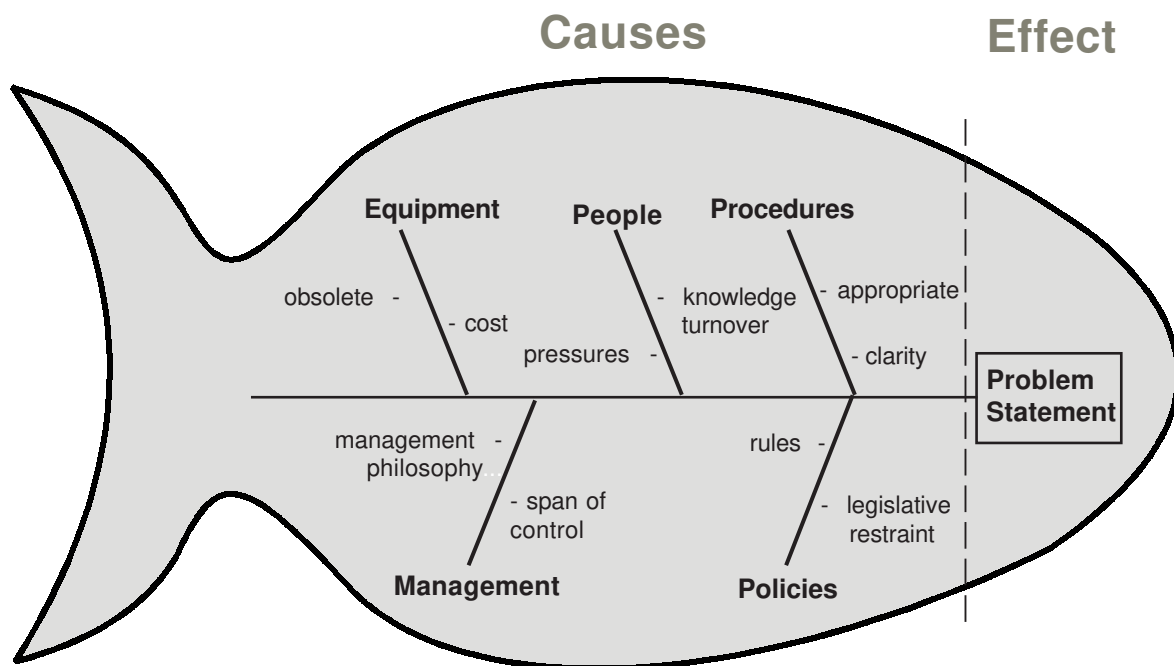 Causes
Effect
Equipment
People
Procedures
obsolete -
- cost
- knowledge
turnover
pressures -
- appropriate
- clarity
Problem
Statement
management -
philosophy...
- span of
control
rules -
- legislative
restraint
Management
Policies